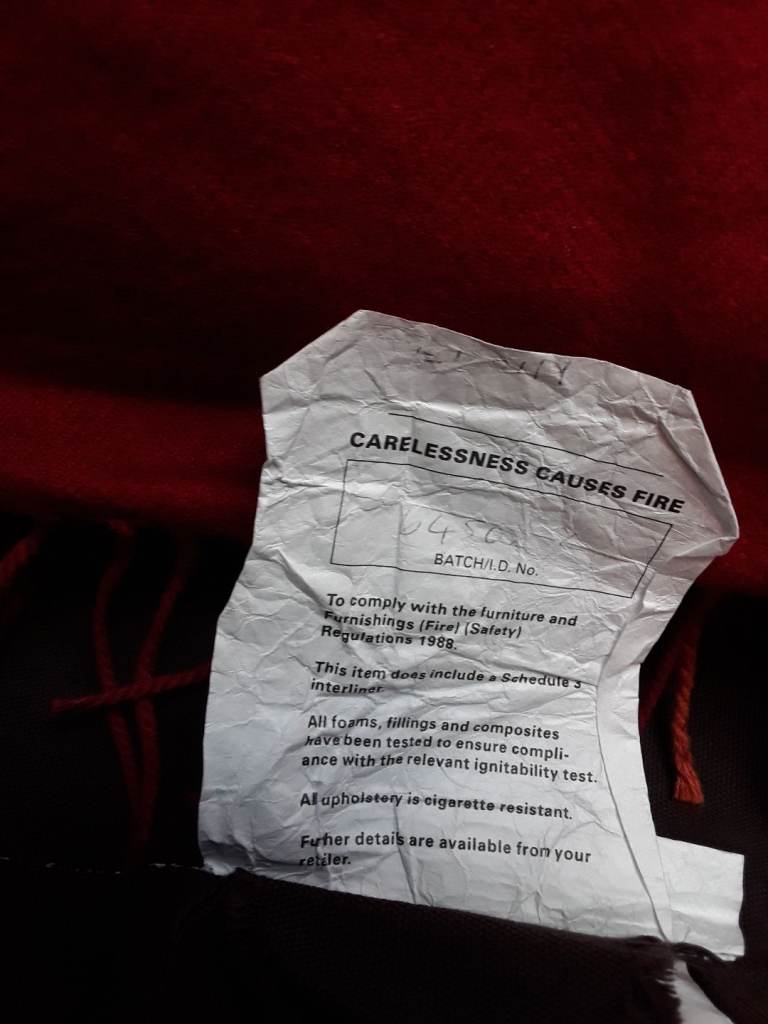 CARELESSNESS CAUSES FIRE
BATCH/I.D. No.
To comply with the furniture and
Furnishings (Fire) (Safety)
Regulations 1988.
This item does include a Schedule 3
interliner.
All foams, fillings and composites
have been tested to ensure compli-
ance with the relevant ignitability test.
All upholstery is cigarette resistant.
Further details are available from your
retailer.